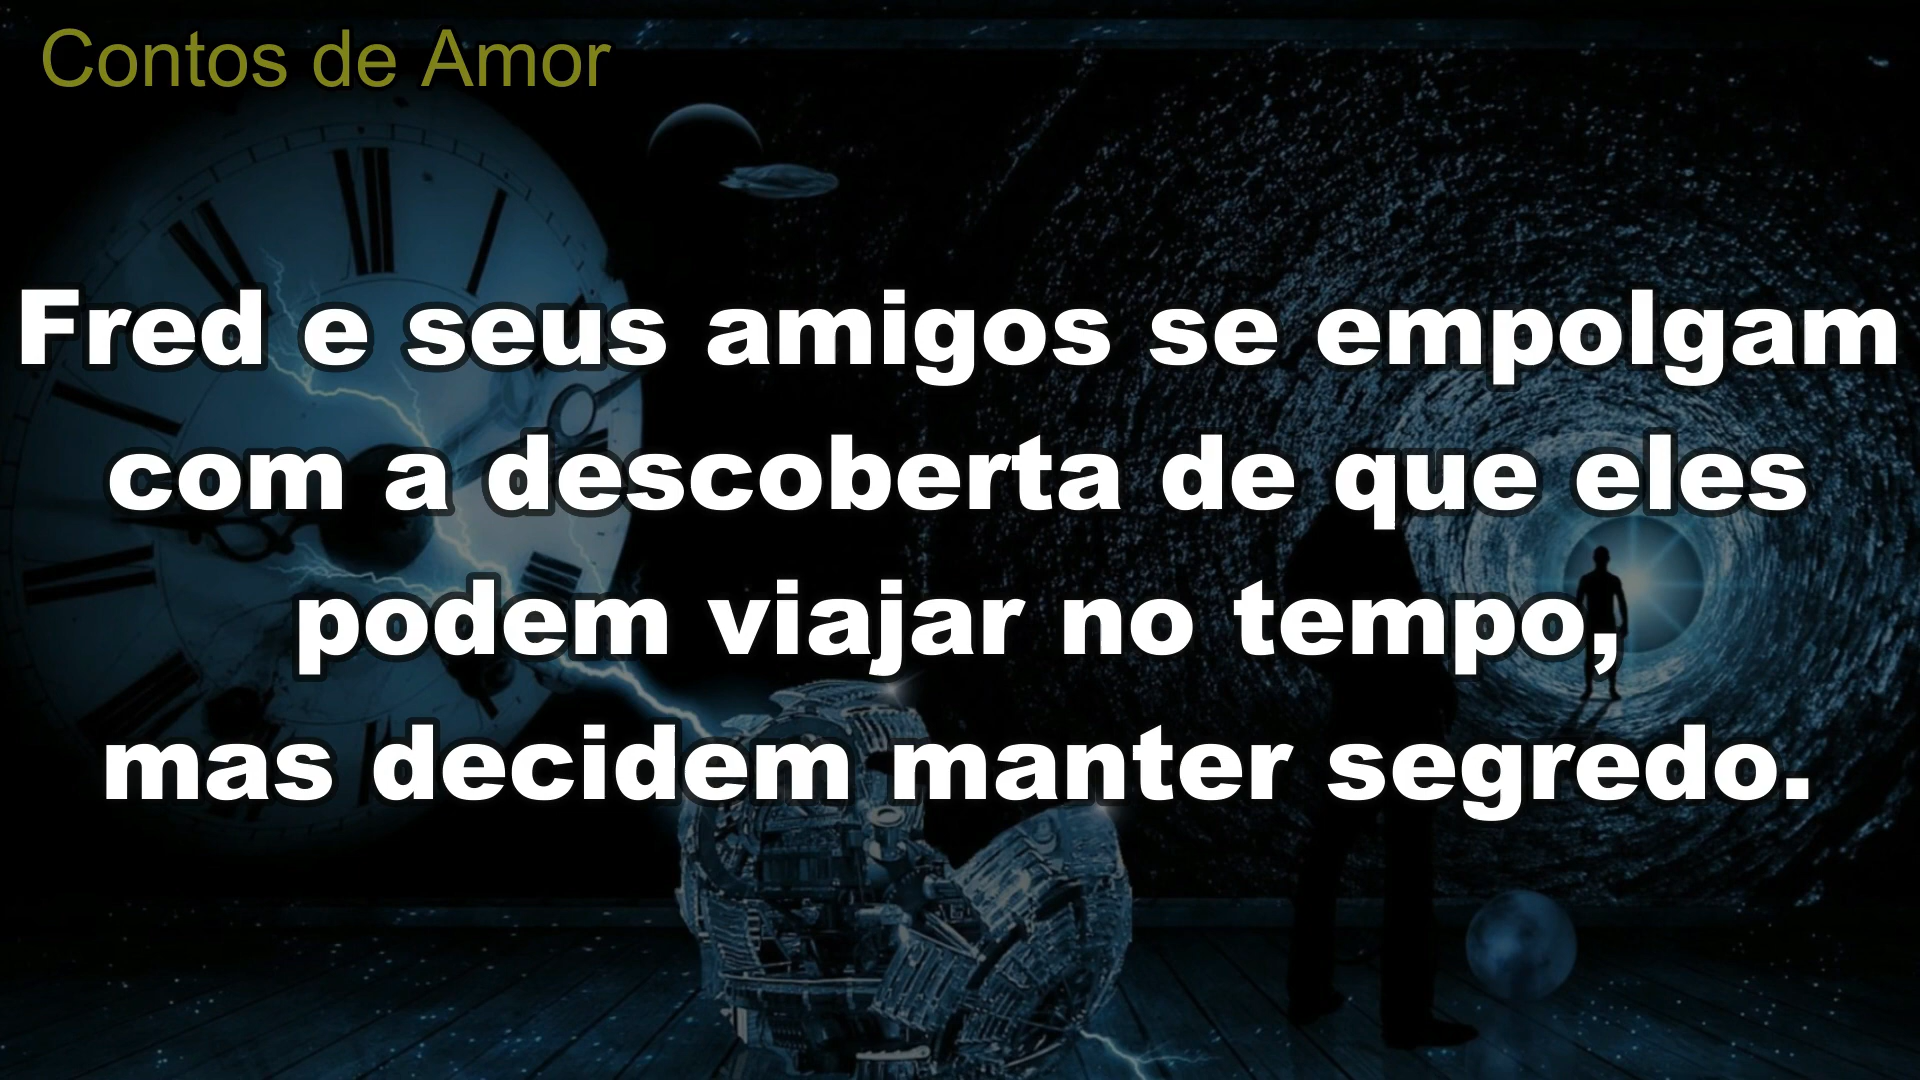 Contos de Amor
Fred e seus amigos se empolgam
com a descoberta de que eles
podem viajar no tempo,
mas decidem manter segredo.